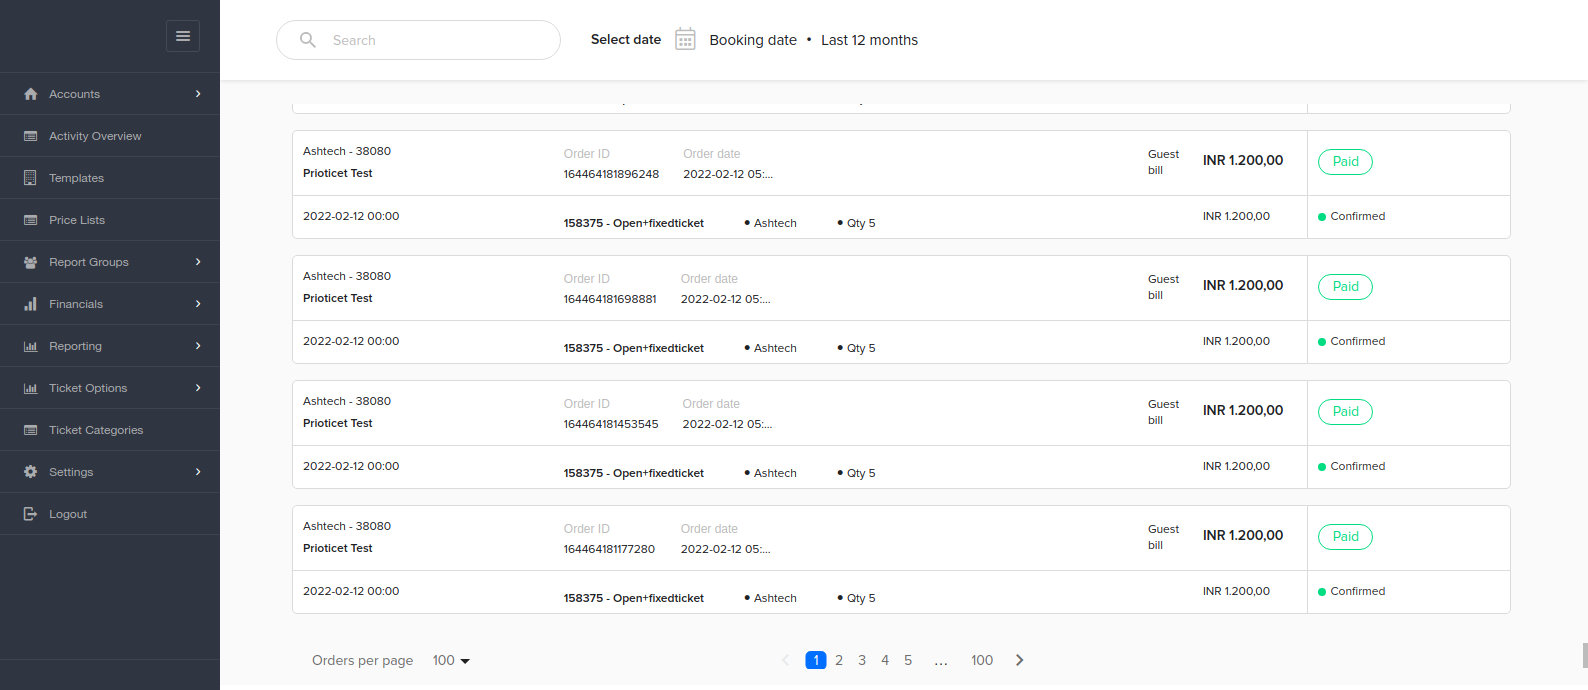 Search
Select date Booking date • Last 12 months
Accounts
Activity Overview
Templates
Price Lists
Report Groups
Financials
Reporting
Ticket Options
Ticket Categories
Settings
Logout
Ashtech - 38080 Order ID Order date Guest bill INR 1.200,00 Paid
Prioticet Test 164464181896248 2022-02-12 05:...
2022-02-12 00:00 158375 - Open+fixedticket • Ashtech • Qty 5 INR 1.200,00 Confirmed
Ashtech - 38080 Order ID Order date Guest bill INR 1.200,00 Paid
Prioticet Test 164464181698881 2022-02-12 05:...
2022-02-12 00:00 158375 - Open+fixedticket • Ashtech • Qty 5 INR 1.200,00 Confirmed
Ashtech - 38080 Order ID Order date Guest bill INR 1.200,00 Paid
Prioticet Test 164464181453545 2022-02-12 05:...
2022-02-12 00:00 158375 - Open+fixedticket • Ashtech • Qty 5 INR 1.200,00 Confirmed
Ashtech - 38080 Order ID Order date Guest bill INR 1.200,00 Paid
Prioticet Test 164464181177280 2022-02-12 05:...
2022-02-12 00:00 158375 - Open+fixedticket • Ashtech • Qty 5 INR 1.200,00 Confirmed
Orders per page 100 1 2 3 4 5 ... 100